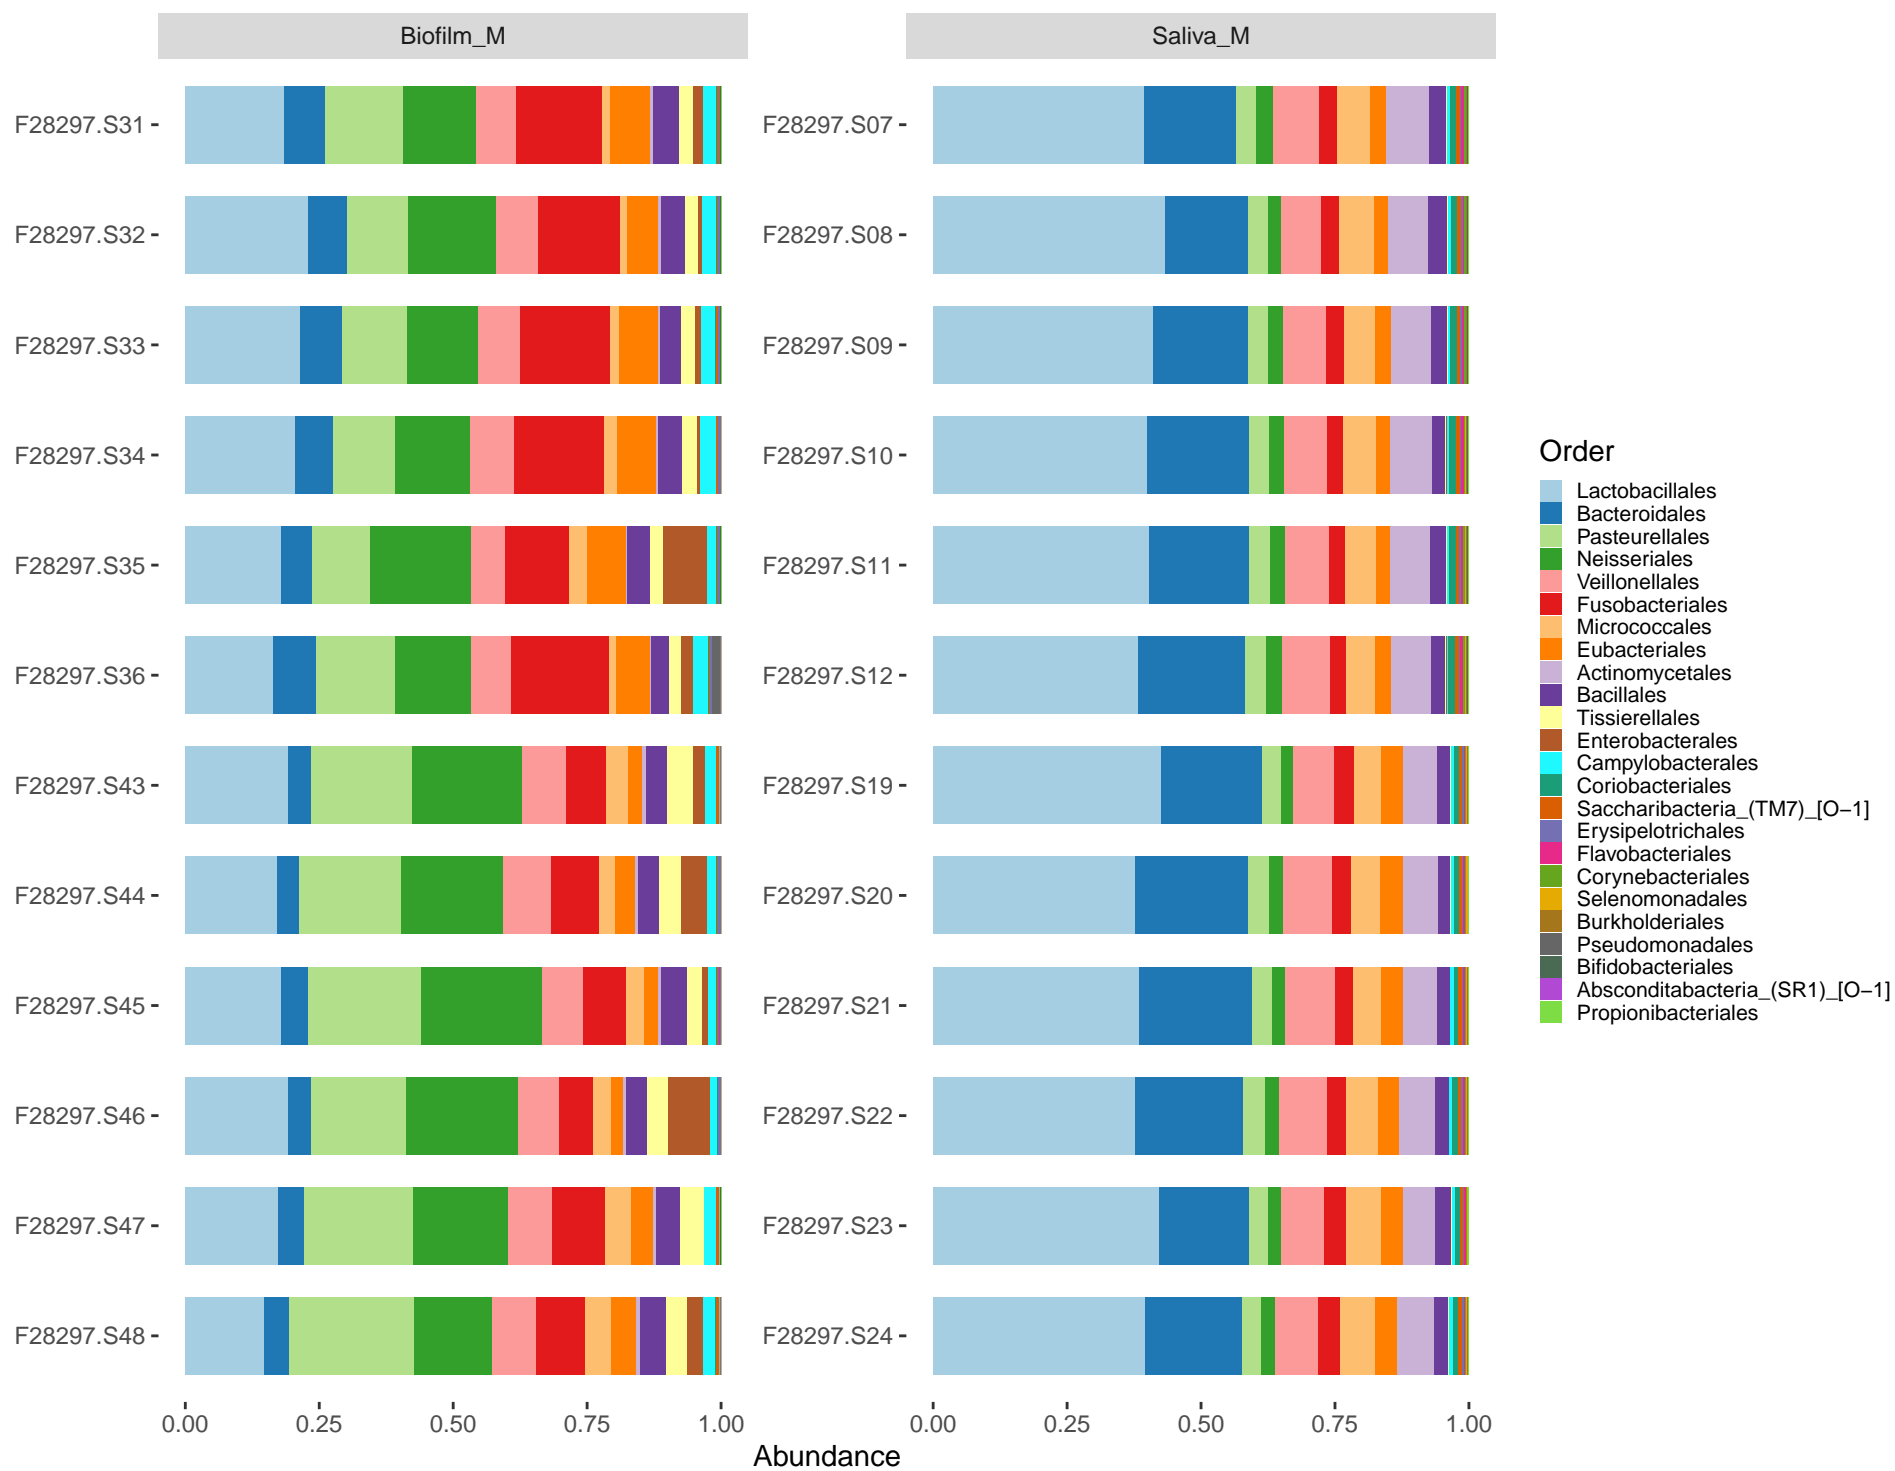 Biofilm_M
Saliva_M
F28297.S31
F28297.S32
F28297.S33
F28297.S34
F28297.S35
F28297.S36
F28297.S43
F28297.S44
F28297.S45
F28297.S46
F28297.S47
F28297.S48
F28297.S07
F28297.S08
F28297.S09
F28297.S10
F28297.S11
F28297.S12
F28297.S19
F28297.S20
F28297.S21
F28297.S22
F28297.S23
F28297.S24
0.00 0.25 0.50 0.75 1.00
0.00 0.25 0.50 0.75 1.00
Abundance
Order
Lactobacillales
Bacteroidales
Pasteurellales
Neisseriales
Veillonellales
Fusobacteriales
Micrococcales
Eubacteriales
Actinomycetales
Bacillales
Tissierellales
Enterobacterales
Campylobacterales
Coriobacteriales
Saccharibacteria_(TM7)_[O−1]
Erysipelotrichales
Flavobacteriales
Corynebacteriales
Selenomonadales
Burkholderiales
Pseudomonadales
Bifidobacteriales
Absconditabacteria_(SR1)_[O−1]
Propionibacteriales